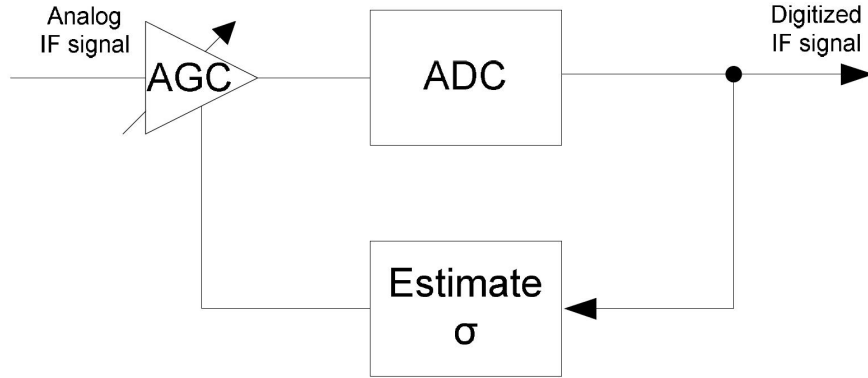 Analog
IF signal
AGC
ADC
Digitized
IF signal
Estimate
σ